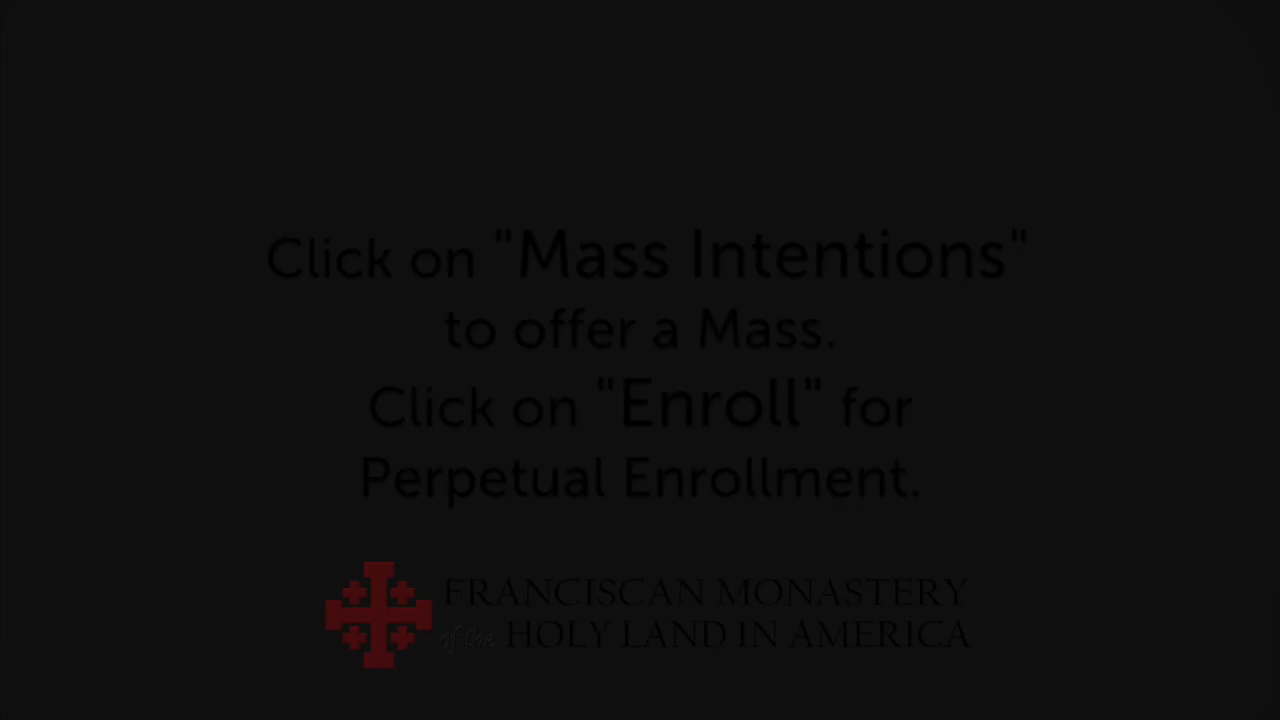 Click on "Mass Intentions"
to offer a Mass.
Click on "Enroll" for
Perpetual Enrollment.
FRANCISCAN MONASTERY
of the HOLY LAND IN AMERICA